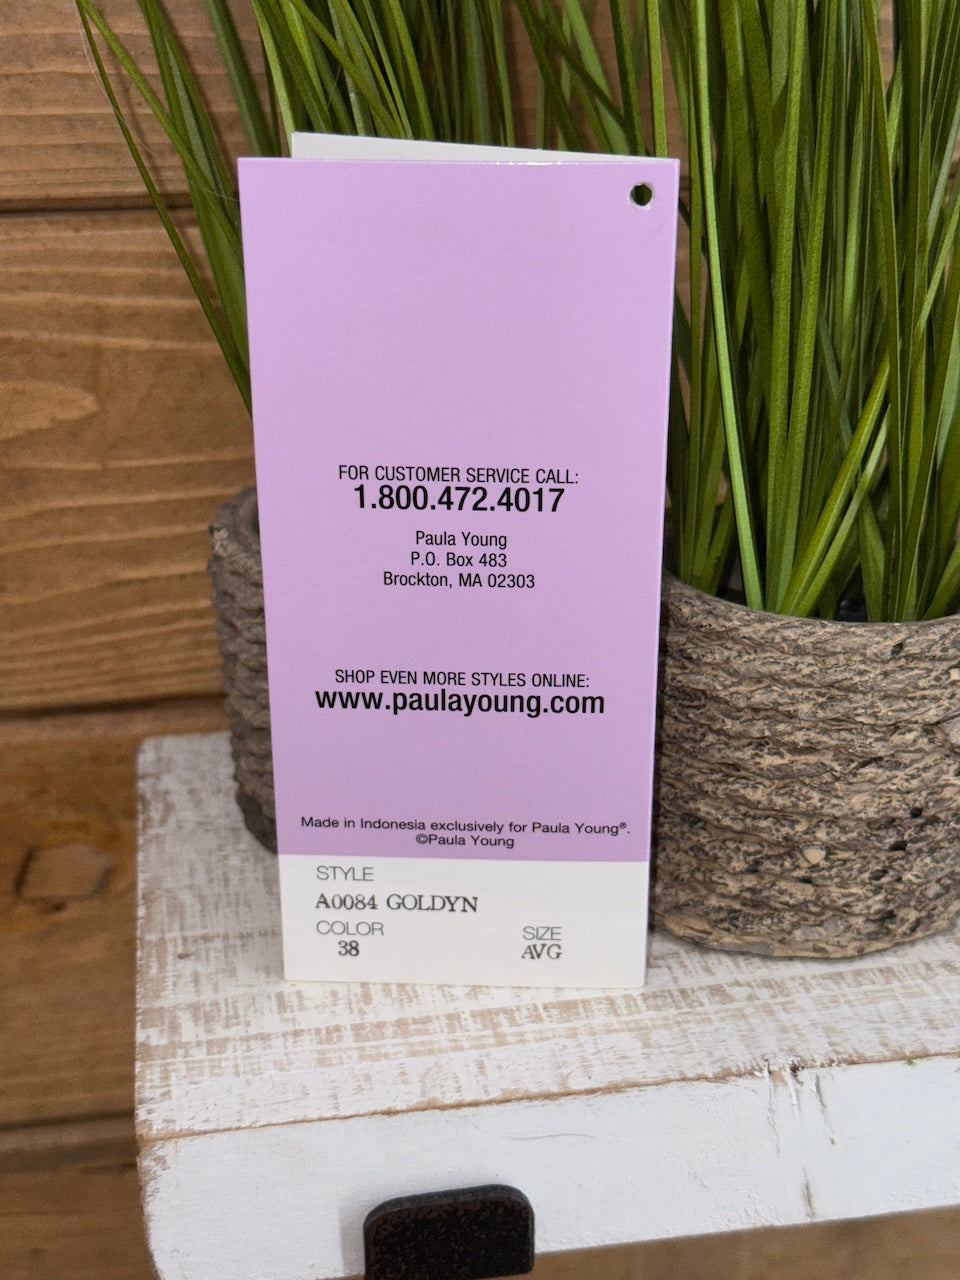 FOR CUSTOMER SERVICE CALL:
1.800.472.4017
Paula Young
P.O. Box 483
Brockton, MA 02303
SHOP EVEN MORE STYLES ONLINE:
www.paulayoung.com
Made in Indonesia exclusively for Paula Young®.
©Paula Young
STYLE
A0084 GOLDYN
COLOR
38
SIZE
AVG